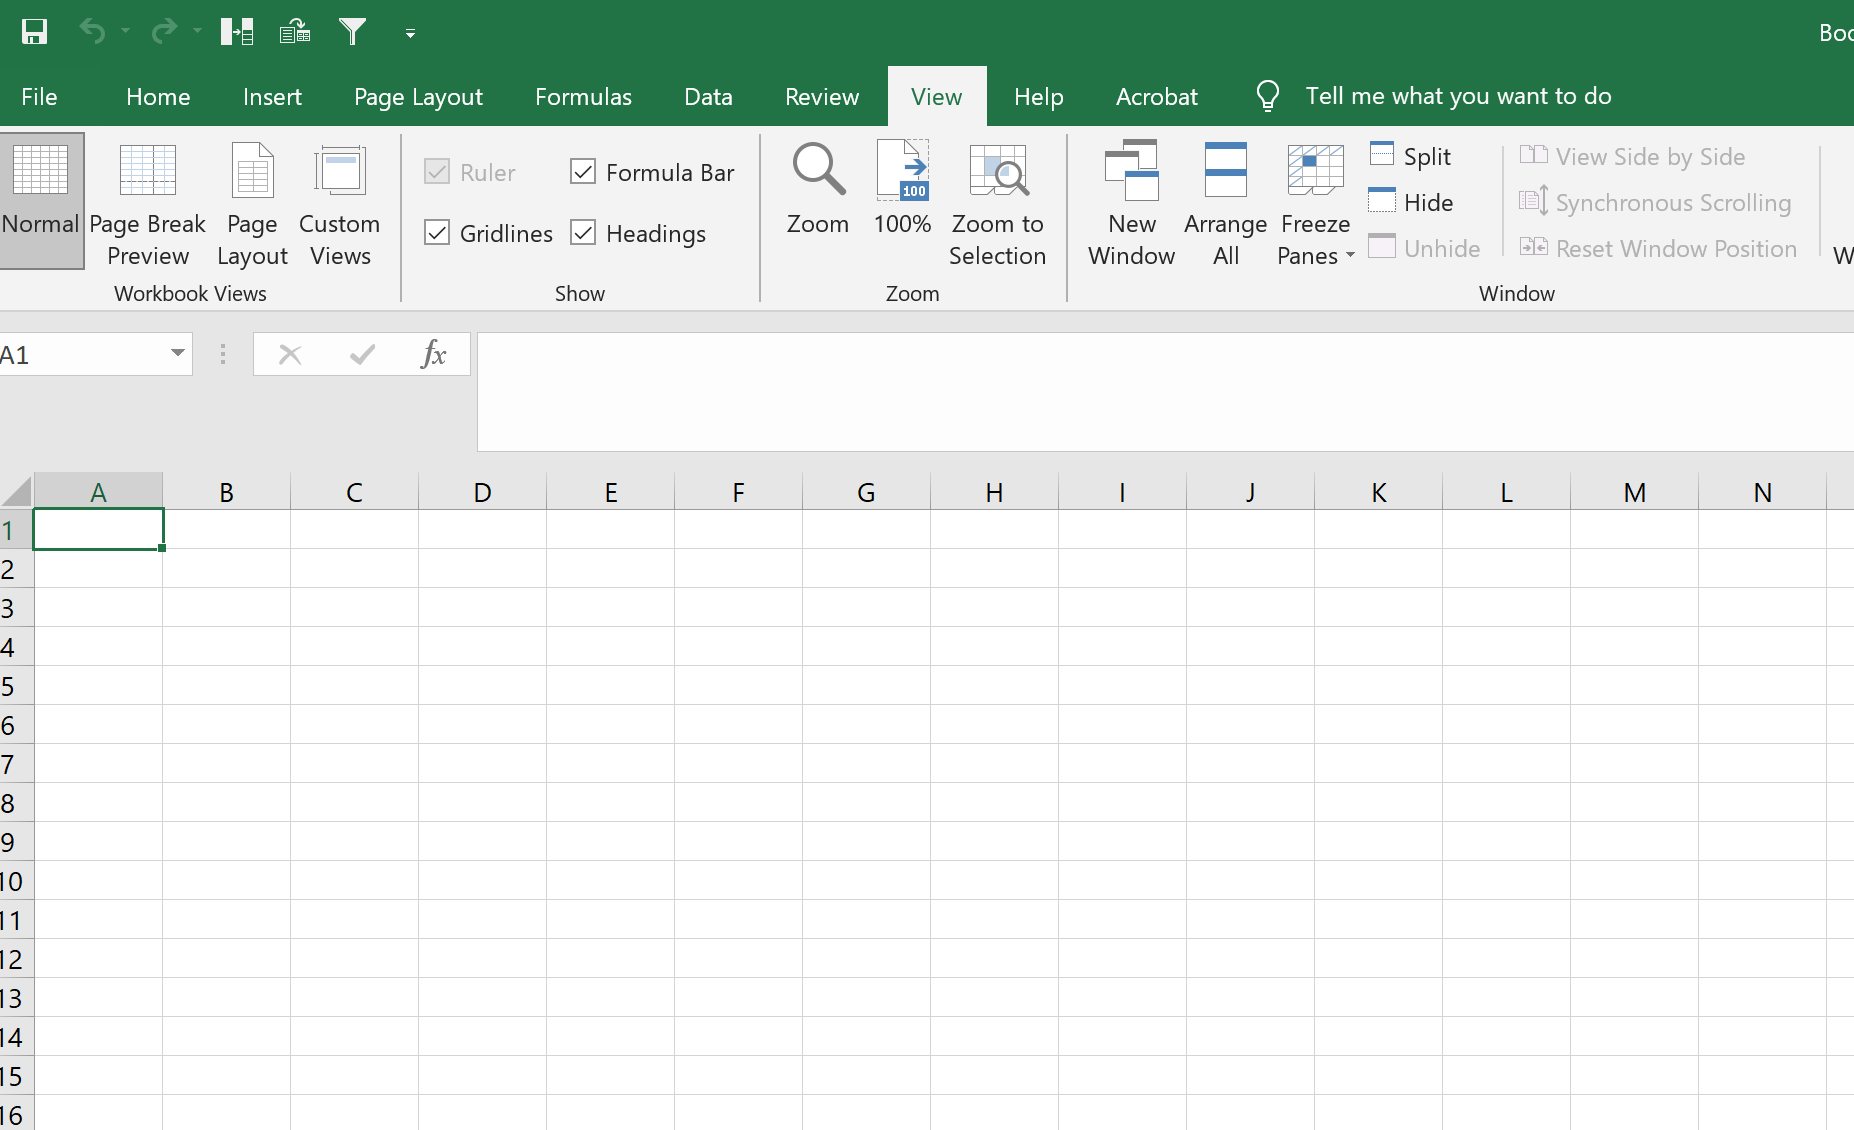 Boo
File Home Insert Page Layout Formulas Data Review View Help Acrobat Tell me what you want to do
Normal
Page Break
Preview
Page
Layout
Custom
Views
Workbook Views
Ruler
Formula Bar
Gridlines
Headings
Show
Zoom
100
100%
Zoom to
Selection
Zoom
New
Window
Arrange
All
Freeze
Panes
Split
Hide
Unhide
View Side by Side
Synchronous Scrolling
Reset Window Position
W
Window
A1
fx
A B C D E F G H I J K L M N
1
2
3
4
5
6
7
8
9
10
11
12
13
14
15
16